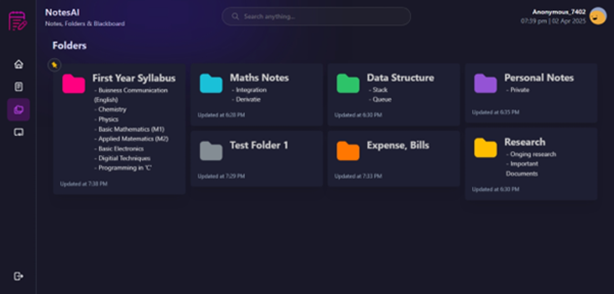 NotesAI
Notes, Folders & Blackboard
Search anything...
Anonymous_7402
07:39 pm | 02 Apr 2025
Folders
First Year Syllabus
- Buisness Communication
(English)
- Chemistry
- Physics
- Basic Mathematics (M1)
- Applied Matematics (M2)
- Basic Electronics
- Digitial Techniques
- Programming in 'C'
Updated at 7:38 PM
Maths Notes
- Integration
- Derivatie
Updated at 6:28 PM
Data Structure
- Stack
- Queue
Updated at 6:30 PM
Personal Notes
- Private
Updated at 6:35 PM
Test Folder 1
Updated at 7:29 PM
Expense, Bills
Updated at 7:33 PM
Research
- Onging research
- Important
Documents
Updated at 6:30 PM